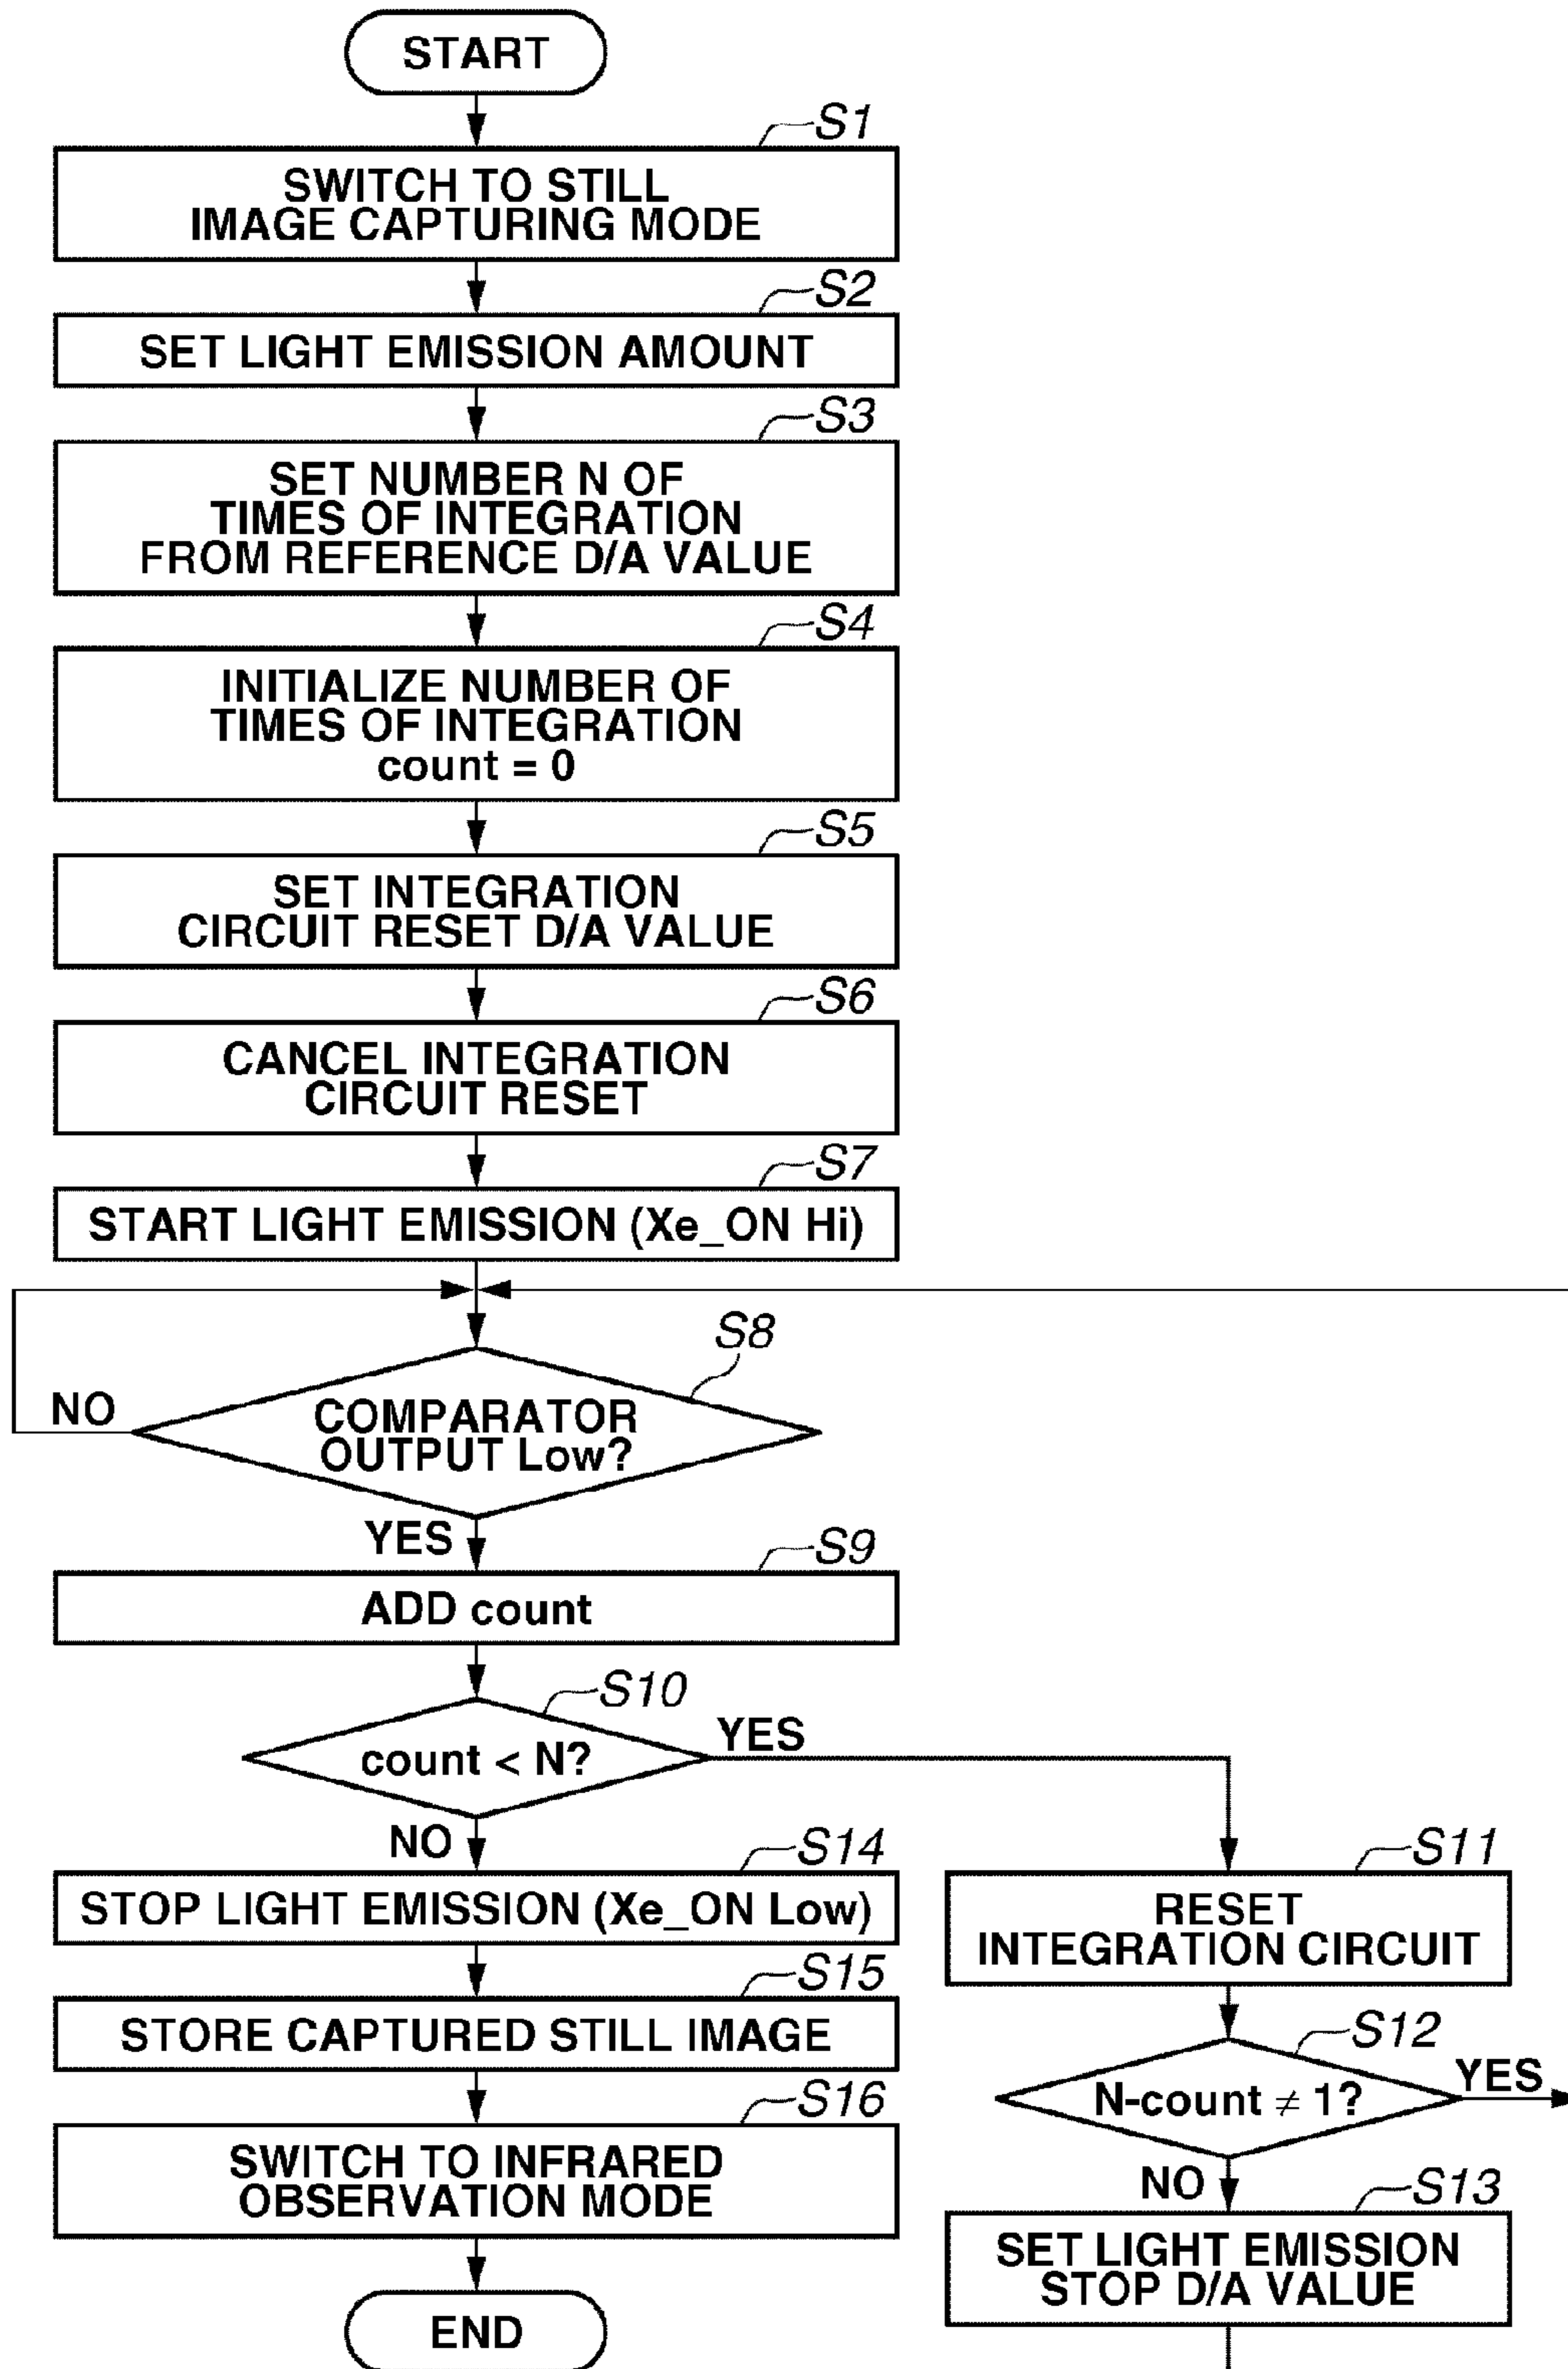 START
S1
SWITCH TO STILL
IMAGE CAPTURING MODE
S2
SET LIGHT EMISSION AMOUNT
S3
SET NUMBER N OF
TIMES OF INTEGRATION
FROM REFERENCE D/A VALUE
S4
INITIALIZE NUMBER OF
TIMES OF INTEGRATION
count = 0
S5
SET INTEGRATION
CIRCUIT RESET D/A VALUE
S6
CANCEL INTEGRATION
CIRCUIT RESET
S7
START LIGHT EMISSION (Xe_ON Hi)
S8
COMPARATOR
OUTPUT Low?
NO
YES
S9
ADD count
S10
count < N?
YES
NO
S11
RESET
INTEGRATION CIRCUIT
S12
N-count ≠ 1?
YES
NO
S13
SET LIGHT EMISSION
STOP D/A VALUE
S14
STOP LIGHT EMISSION (Xe_ON Low)
S15
STORE CAPTURED STILL IMAGE
S16
SWITCH TO INFRARED
OBSERVATION MODE
END